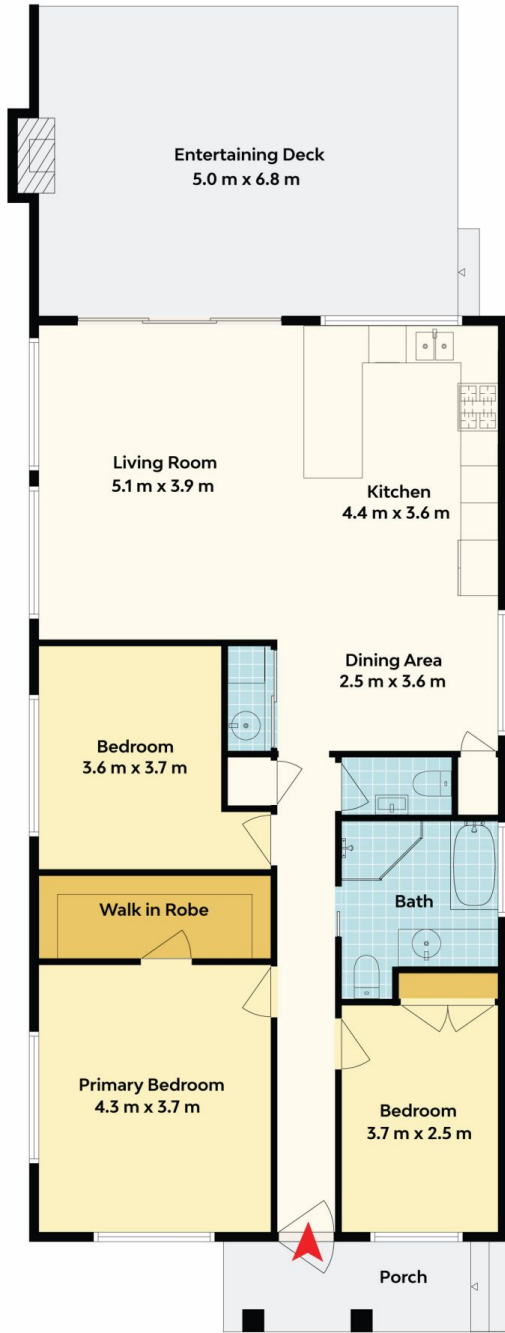 Entertaining Deck
5.0 m x 6.8 m
Living Room
5.1 m x 3.9 m
Kitchen
4.4 m x 3.6 m
Dining Area
2.5 m x 3.6 m
Bedroom
3.6 m x 3.7 m
Bath
Walk in Robe
Primary Bedroom
4.3 m x 3.7 m
Bedroom
3.7 m x 2.5 m
Porch